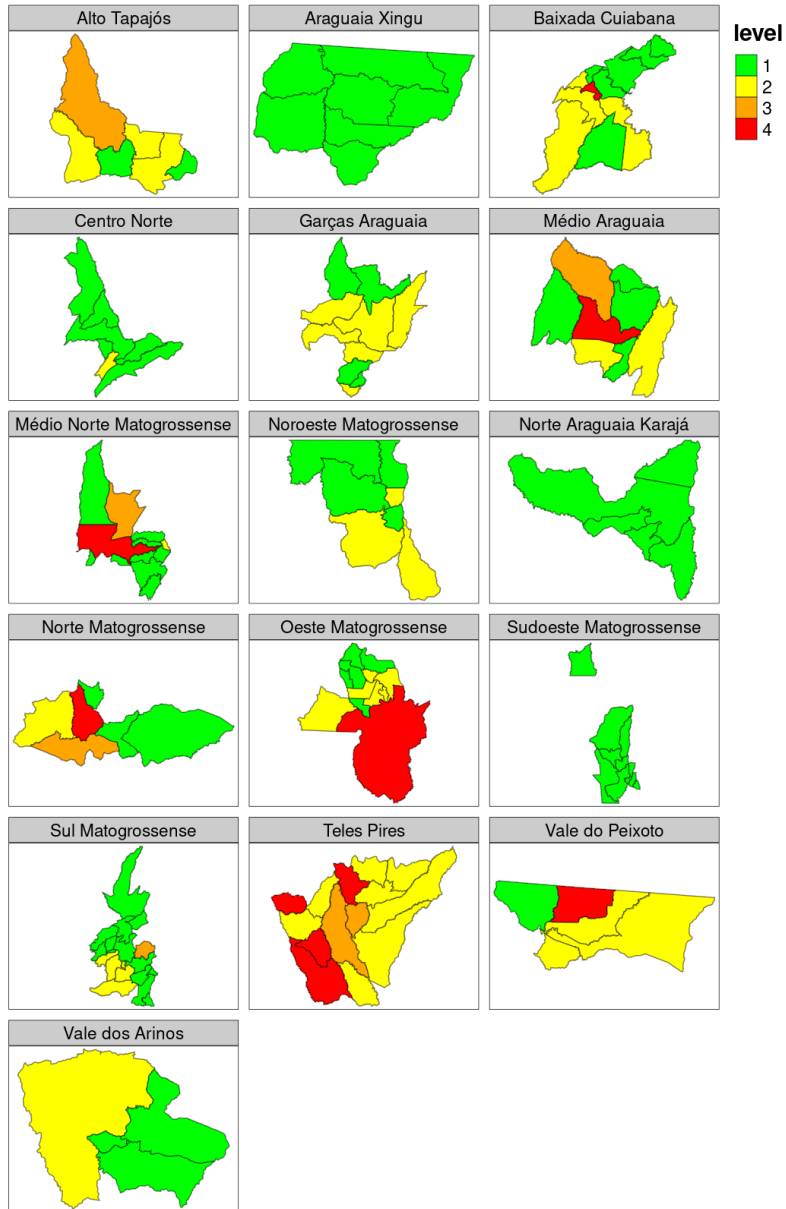 Alto Tapajós
Araguaia Xingu
Baixada Cuiabana
level
1
2
3
4
Centro Norte
Garças Araguaia
Médio Araguaia
Médio Norte Matogrossense
Noroeste Matogrossense
Norte Araguaia Karajá
Norte Matogrossense
Oeste Matogrossense
Sudoeste Matogrossense
Sul Matogrossense
Teles Pires
Vale do Peixoto
Vale dos Arinos